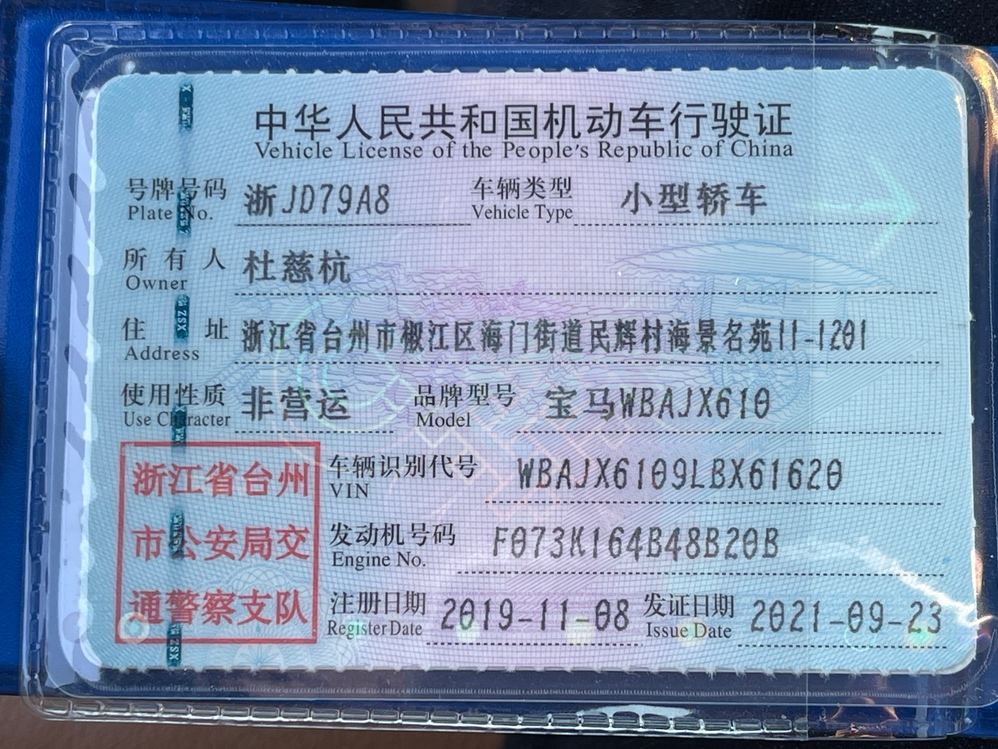 中华人民共和国机动车行驶证
Vehicle License of the People's Republic of China
号牌号码 浙JD79A8 车辆类型 小型轿车
Plate No. Vehicle Type
所有人 杜慈杭
Owner
住址 浙江省台州市椒江区海门街道民辉村海景名苑11-1201
Address
使用性质 非营运 品牌型号 宝马WBAJX610
Use Character Model
浙江省台州
市公安局交
通警察支队
车辆识别代号 WBAJX6109LBX61620
VIN
发动机号码 F073K164B48B20B
Engine No.
注册日期 2019-11-08 发证日期 2021-09-23
Register Date Issue Date